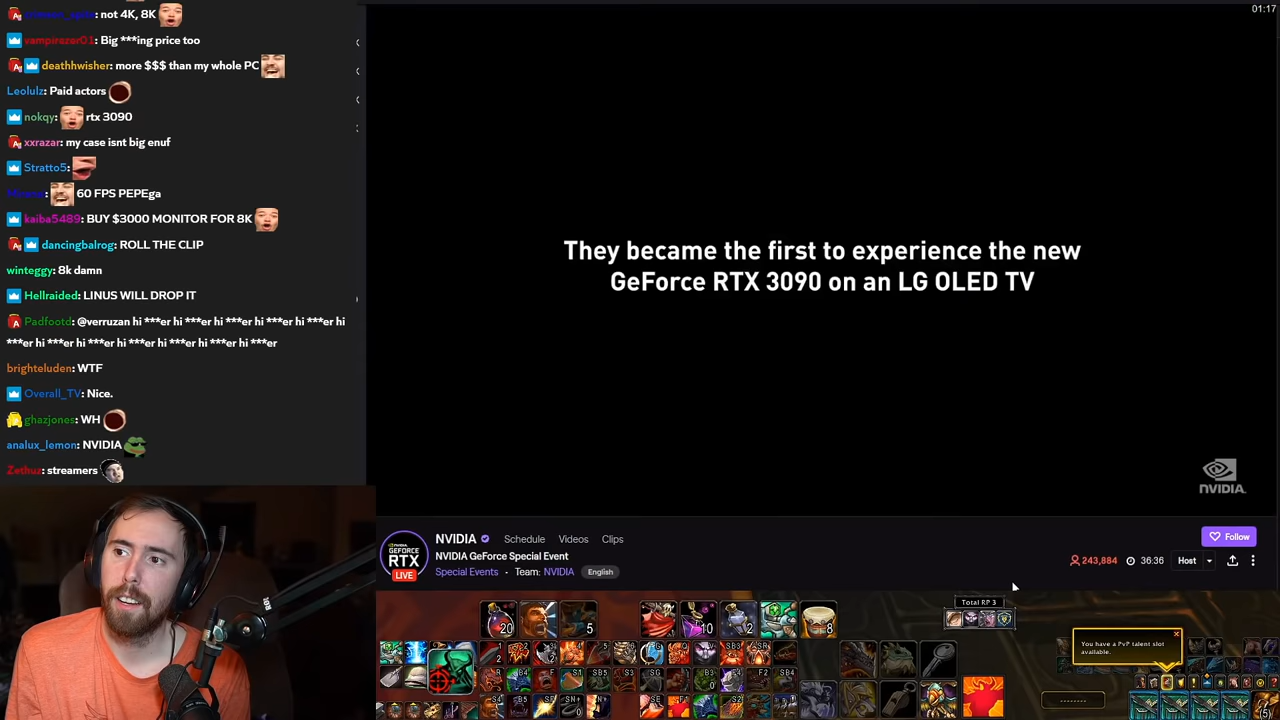 not 4K, 8K
01:17
vampirezer01: Big ***ing price too
deathhwisher: more $$$ than my whole PC
Leolulz: Paid actors
nokqy: rtx 3090
xxrazar: my case isnt big enuf
Stratto5:
60 FPS PEPEga
kaiba5489: BUY $3000 MONITOR FOR 8K
dancingbalrog: ROLL THE CLIP
winteggy: 8k damn
Hellraided: LINUS WILL DROP IT
Padfootd: @verruzan hi ***er hi ***er hi ***er hi ***er hi ***er hi
***er hi ***er hi ***er hi ***er hi ***er hi ***er hi ***er
brighteluden: WTF
Overall_TV: Nice.
ghazjones: WH
analux_lemon: NVIDIA
Zethuz: streamers
They became the first to experience the new
GeForce RTX 3090 on an LG OLED TV
NVIDIA.
GEFORCE
RTX
LIVE
NVIDIA Schedule Videos Clips
NVIDIA GeForce Special Event
Special Events · Team: NVIDIA English
Follow
243,884 36:36 Host
Total RP 3
You have a PvP talent slot
available.
20
5
10
2
8